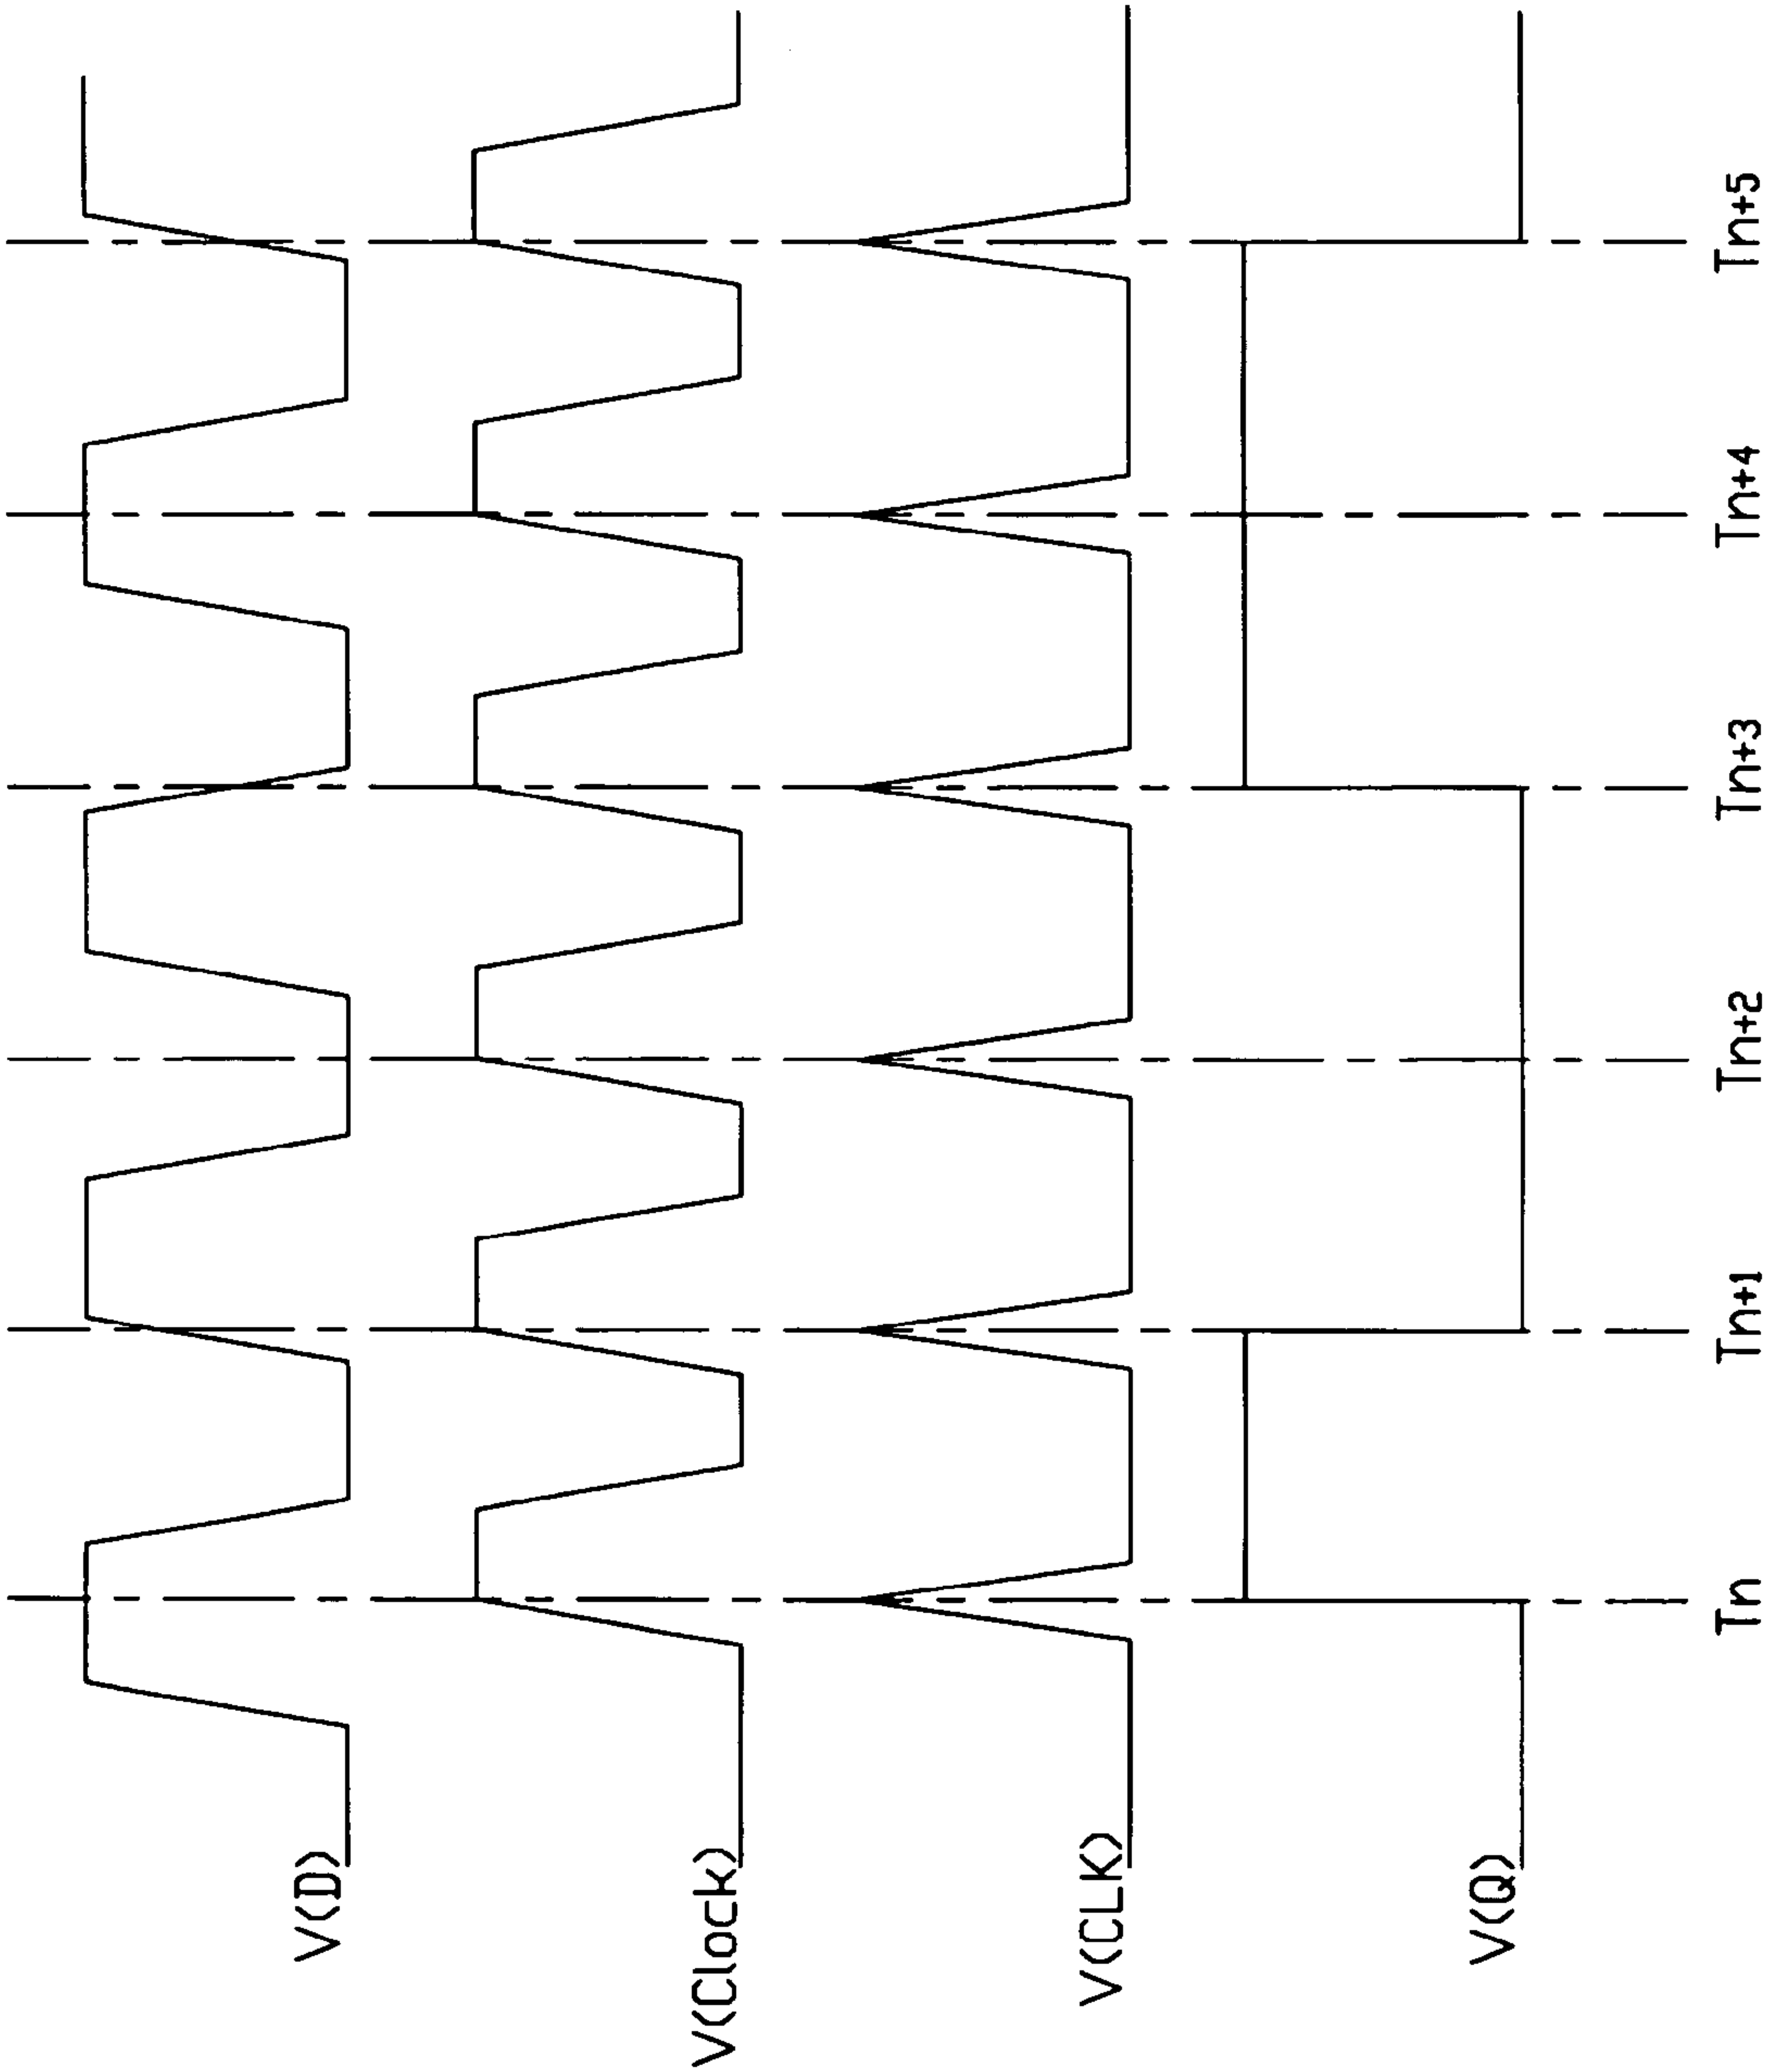 V(D)
V(Clock)
V(CLK)
V(Q)
Tn
Tn+1
Tn+2
Tn+3
Tn+4
Tn+5